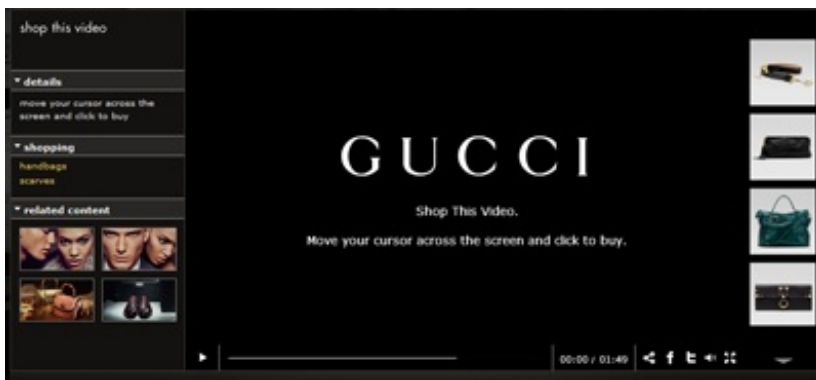 shop this video
details
move your cursor across the
screen and click to buy
shopping
handbags
scarves
related content
GUCCI
Shop This Video.
Move your cursor across the screen and click to buy.
00:00 / 01:49